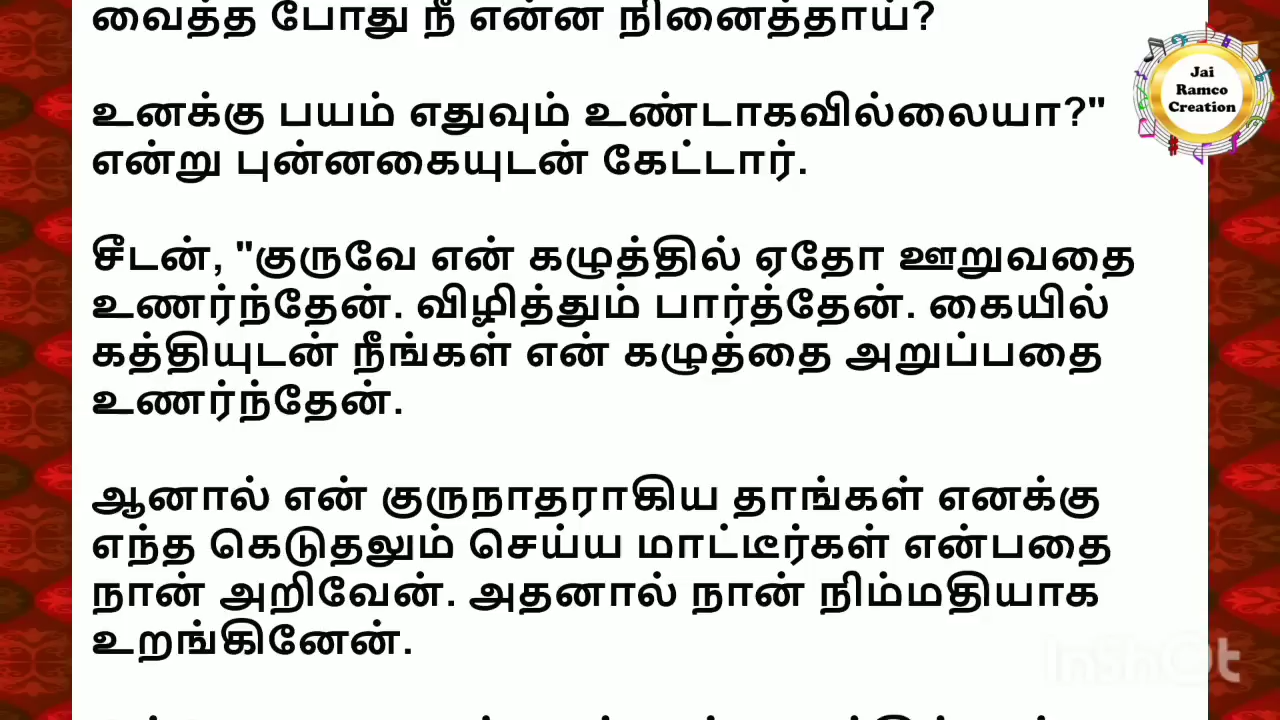 வைத்த போது நீ என்ன நினைத்தாய்?
உனக்கு பயம் எதுவும் உண்டாகவில்லையா?"
என்று புன்னகையுடன் கேட்டார்.
சீடன், "குருவே என் கழுத்தில் ஏதோ ஊறுவதை
உணர்ந்தேன். விழித்தும் பார்த்தேன். கையில்
கத்தியுடன் நீங்கள் என் கழுத்தை அறுப்பதை
உணர்ந்தேன்.
ஆனால் என் குருநாதராகிய தாங்கள் எனக்கு
எந்த கெடுதலும் செய்ய மாட்டீர்கள் என்பதை
நான் அறிவேன். அதனால் நான் நிம்மதியாக
உறங்கினேன்.
Jai
Ramco
Creation
InShOt